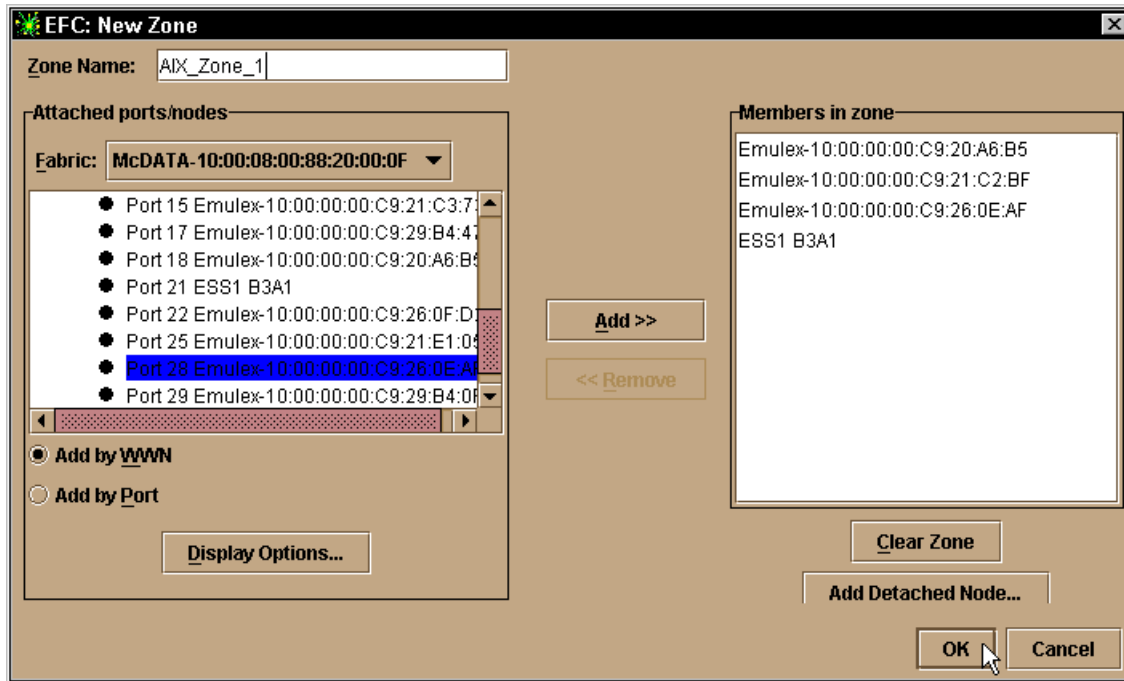 EFC: New Zone
Zone Name: AIX_Zone_1
Attached ports/nodes
Fabric: McDATA-10:00:08:00:88:20:00:0F
Port 15 Emulex-10:00:00:00:C9:21:C3:7
Port 17 Emulex-10:00:00:00:C9:29:B4:47
Port 18 Emulex-10:00:00:00:C9:20:A6:B5
Port 21 ESS1 B3A1
Port 22 Emulex-10:00:00:00:C9:26:0F:D
Port 25 Emulex-10:00:00:00:C9:21:E1:05
Port 28 Emulex-10:00:00:00:C9:26:0E:AF
Port 29 Emulex-10:00:00:00:C9:29:B4:0F
Add by WWN
Add by Port
Display Options...
Add >>
<< Remove
Members in zone
Emulex-10:00:00:00:C9:20:A6:B5
Emulex-10:00:00:00:C9:21:C2:BF
Emulex-10:00:00:00:C9:26:0E:AF
ESS1 B3A1
Clear Zone
Add Detached Node...
OK
Cancel